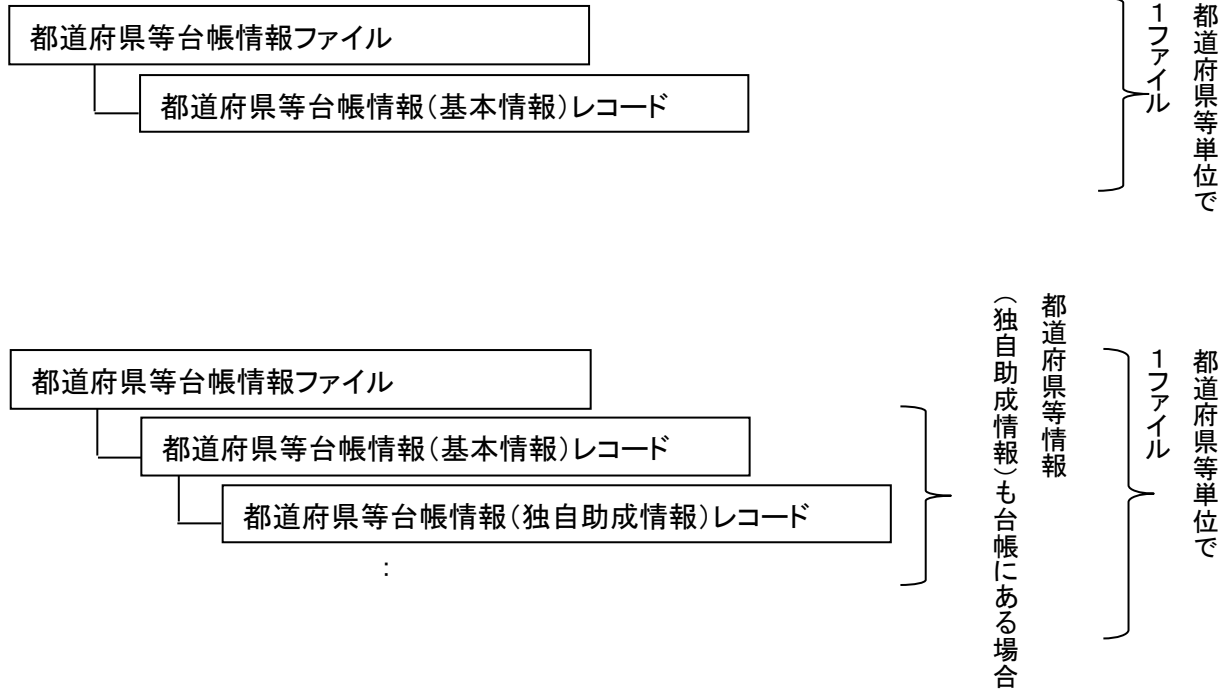 都道府県等台帳情報ファイル
都道府県等台帳情報（基本情報）レコード
都道府県等単位で
１ファイル
都道府県等台帳情報ファイル
都道府県等台帳情報（基本情報）レコード
都道府県等台帳情報（独自助成情報）レコード
：
都道府県等情報
（独自助成情報）も台帳にある場合
都道府県等単位で
１ファイル